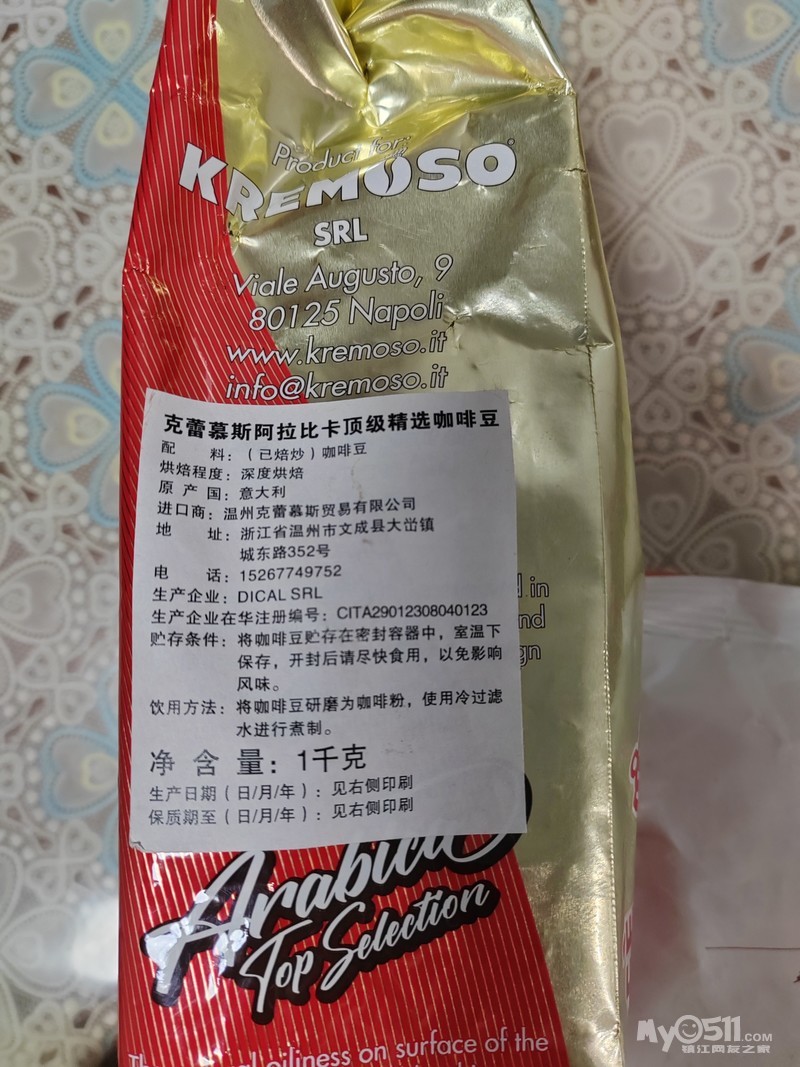 Product for:
KREMOSO®
SRL
Viale Augusto, 9
80125 Napoli
www.kremoso.it
info@kremoso.it
克蕾慕斯阿拉比卡顶级精选咖啡豆
配 料：（已焙炒）咖啡豆
烘焙程度：深度烘焙
原 产 国：意大利
进口商：温州克蕾慕斯贸易有限公司
地 址：浙江省温州市文成县大峃镇
城东路352号
电 话：15267749752
生产企业：DICAL SRL
生产企业在华注册编号：CITA29012308040123
贮存条件：将咖啡豆贮存在密封容器中，室温下
保存，开封后请尽快食用，以免影响
风味。
饮用方法：将咖啡豆研磨为咖啡粉，使用冷过滤
水进行煮制。
净 含 量：1千克
生产日期（日/月/年）：见右侧印刷
保质期至（日/月/年）：见右侧印刷
in
Arabica
Top Selection
oiliness on surface of the
My0511.COM
镇江网友之家